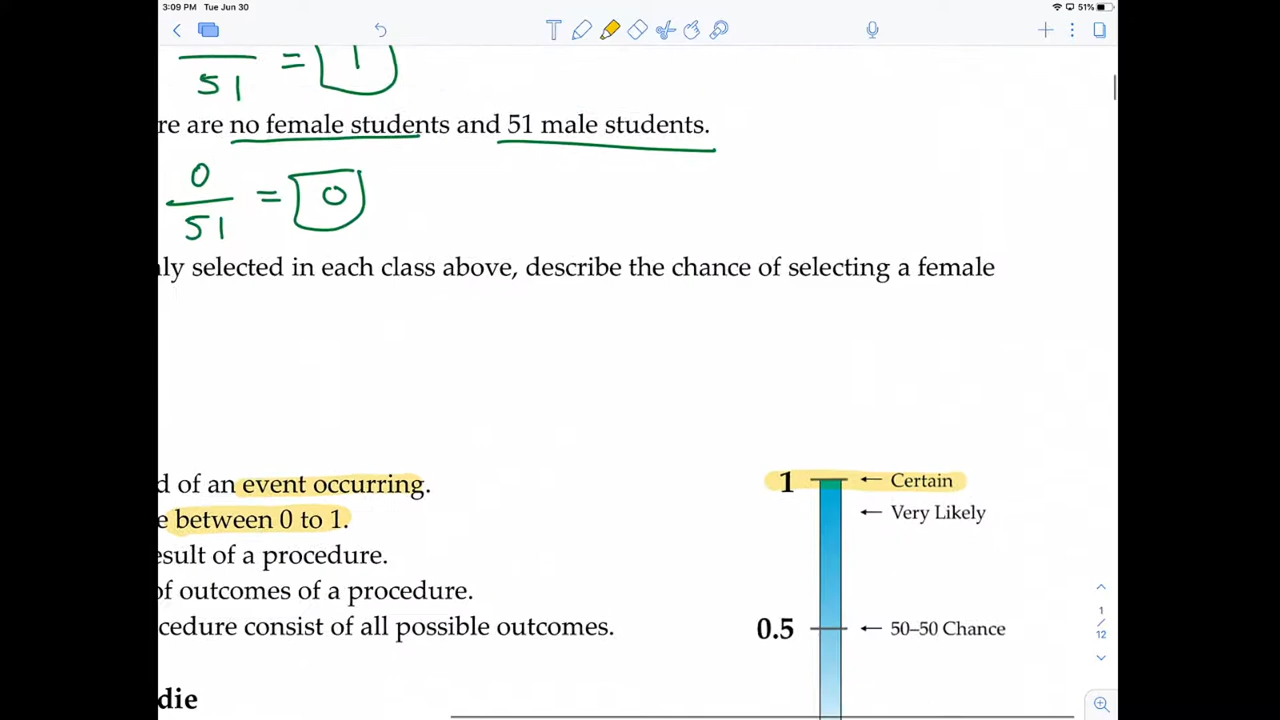 3:09 PM Tue Jun 30
51%
51 = 1
re are no female students and 51 male students.
0
51 = 0
nly selected in each class above, describe the chance of selecting a female
d of an event occurring.
e between 0 to 1.
esult of a procedure.
of outcomes of a procedure.
cedure consist of all possible outcomes.
die
1 ← Certain
← Very Likely
0.5 ← 50–50 Chance
1
/
12